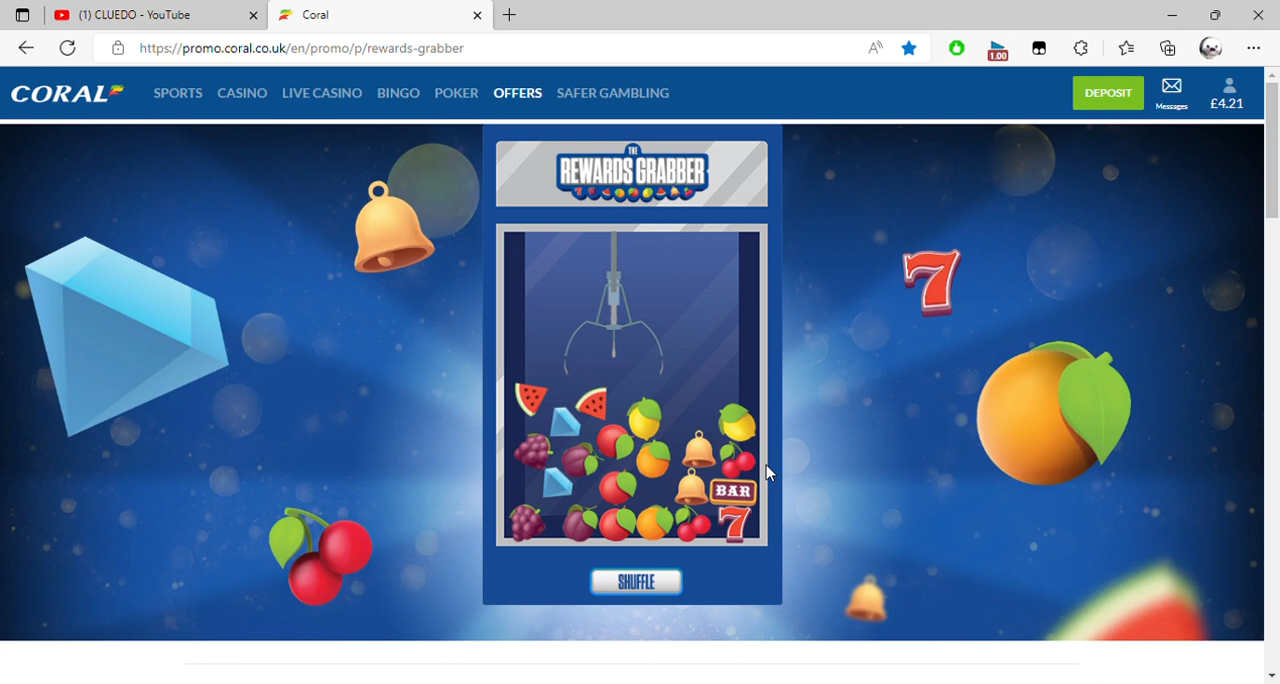 (1) CLUEDO - YouTube
Coral
https://promo.coral.co.uk/en/promo/p/rewards-grabber
1.00
CORAL
SPORTS CASINO LIVE CASINO BINGO POKER OFFERS SAFER GAMBLING
DEPOSIT
Messages
£4.21
THE
REWARDS GRABBER
7
BAR
7
SHUFFLE